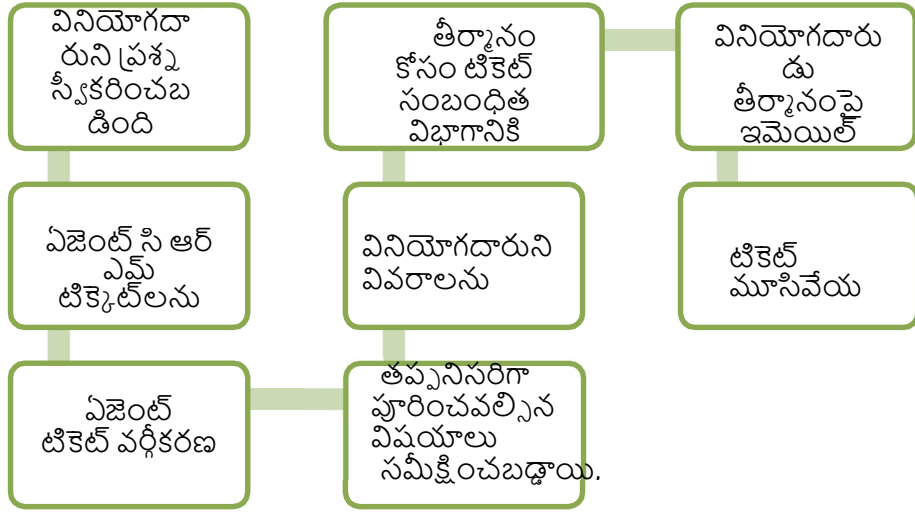 వినియోగదా
రుని ప్రశ్న
స్వీకరించబ
డింది
ఏజెంట్ సి ఆర్
ఎమ్
టిక్కెట్‌లను
ఏజెంట్
టికెట్ వర్గీకరణ
తప్పనిసరిగా
పూరించవల్సిన
విషయాలు
సమీక్షించబడ్డాయి.
వినియోగదారుని
వివరాలను
తీర్మానం
కోసం టికెట్
సంబంధిత
విభాగానికి
వినియోగదారు
డు
తీర్మానంపై
ఇమెయిల్
టికెట్
మూసివేయ